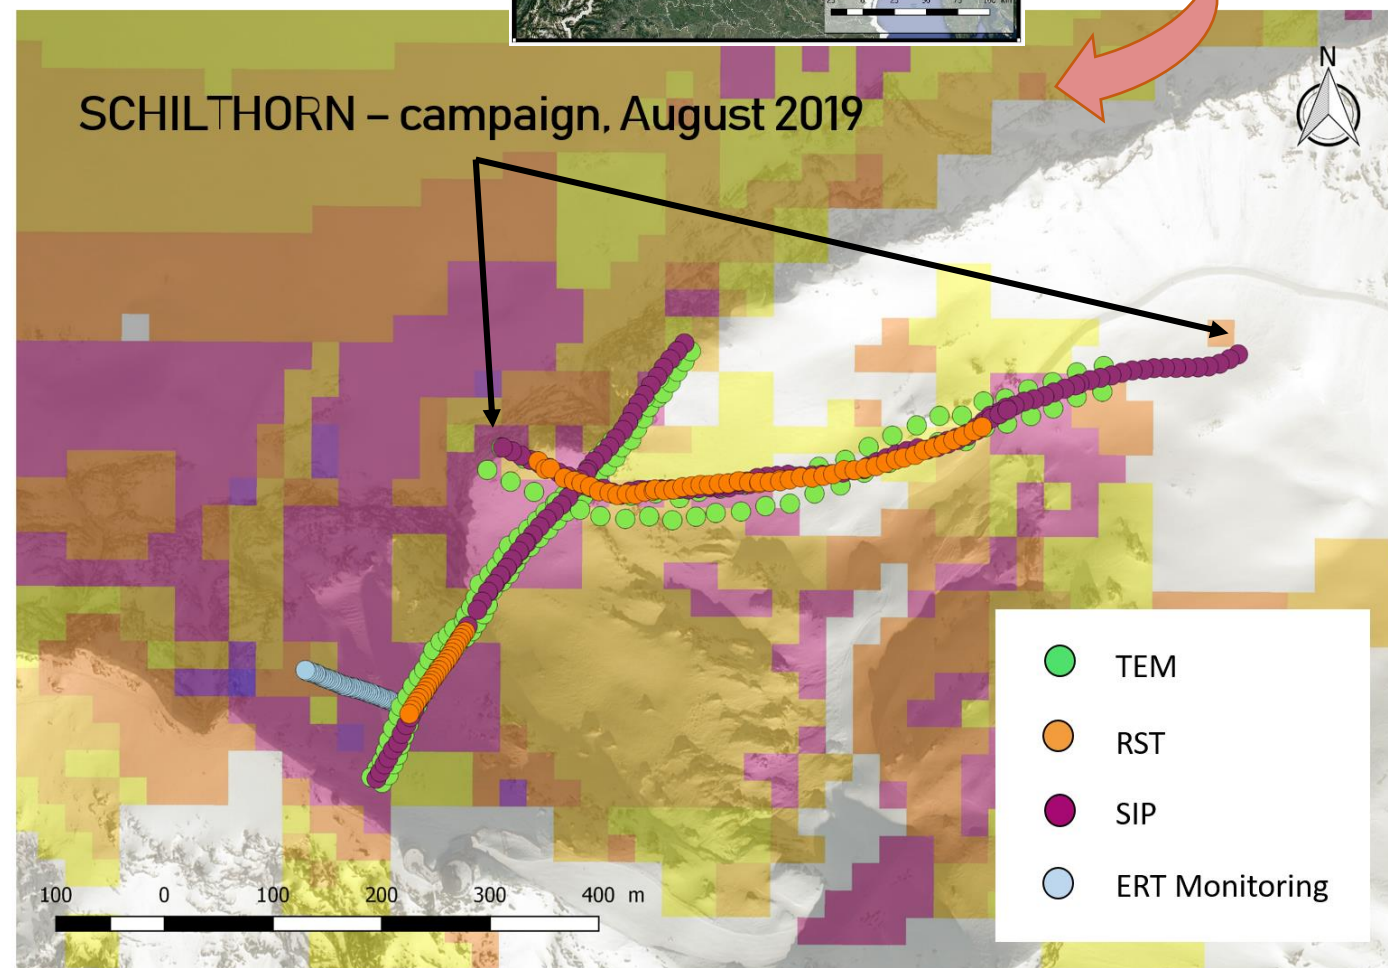 SCHILTHORN – campaign, August 2019
N
TEM
RST
SIP
ERT Monitoring
100 0 100 200 300 400 m